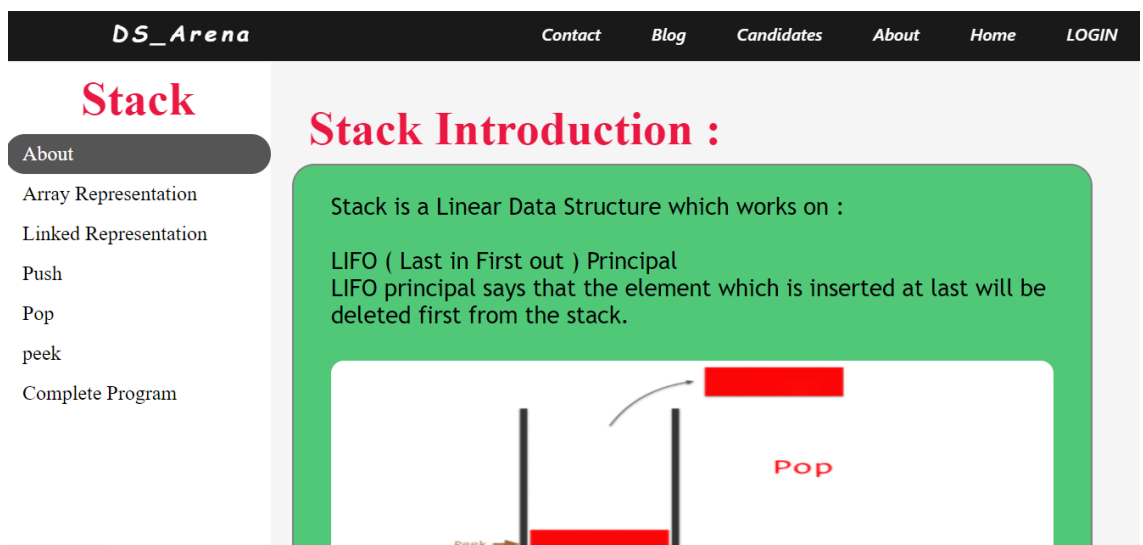 DS_Arena
Contact Blog Candidates About Home LOGIN
Stack
About
Array Representation
Linked Representation
Push
Pop
peek
Complete Program
Stack Introduction :
Stack is a Linear Data Structure which works on :
LIFO ( Last in First out ) Principal
LIFO principal says that the element which is inserted at last will be
deleted first from the stack.
Pop
Peek